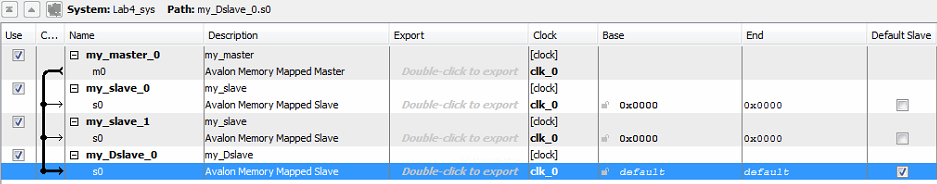 System: Lab4_sys Path: my_Dslave_0.s0
Use C... Name Description Export Clock Base End Default Slave
my_master_0 my_master [clock]
m0 Avalon Memory Mapped Master Double-click to export clk_0
my_slave_0 my_slave [clock]
s0 Avalon Memory Mapped Slave Double-click to export clk_0 0x0000 0x0000
my_slave_1 my_slave [clock]
s0 Avalon Memory Mapped Slave Double-click to export clk_0 0x0000 0x0000
my_Dslave_0 my_Dslave [clock]
s0 Avalon Memory Mapped Slave Double-click to export clk_0 default default